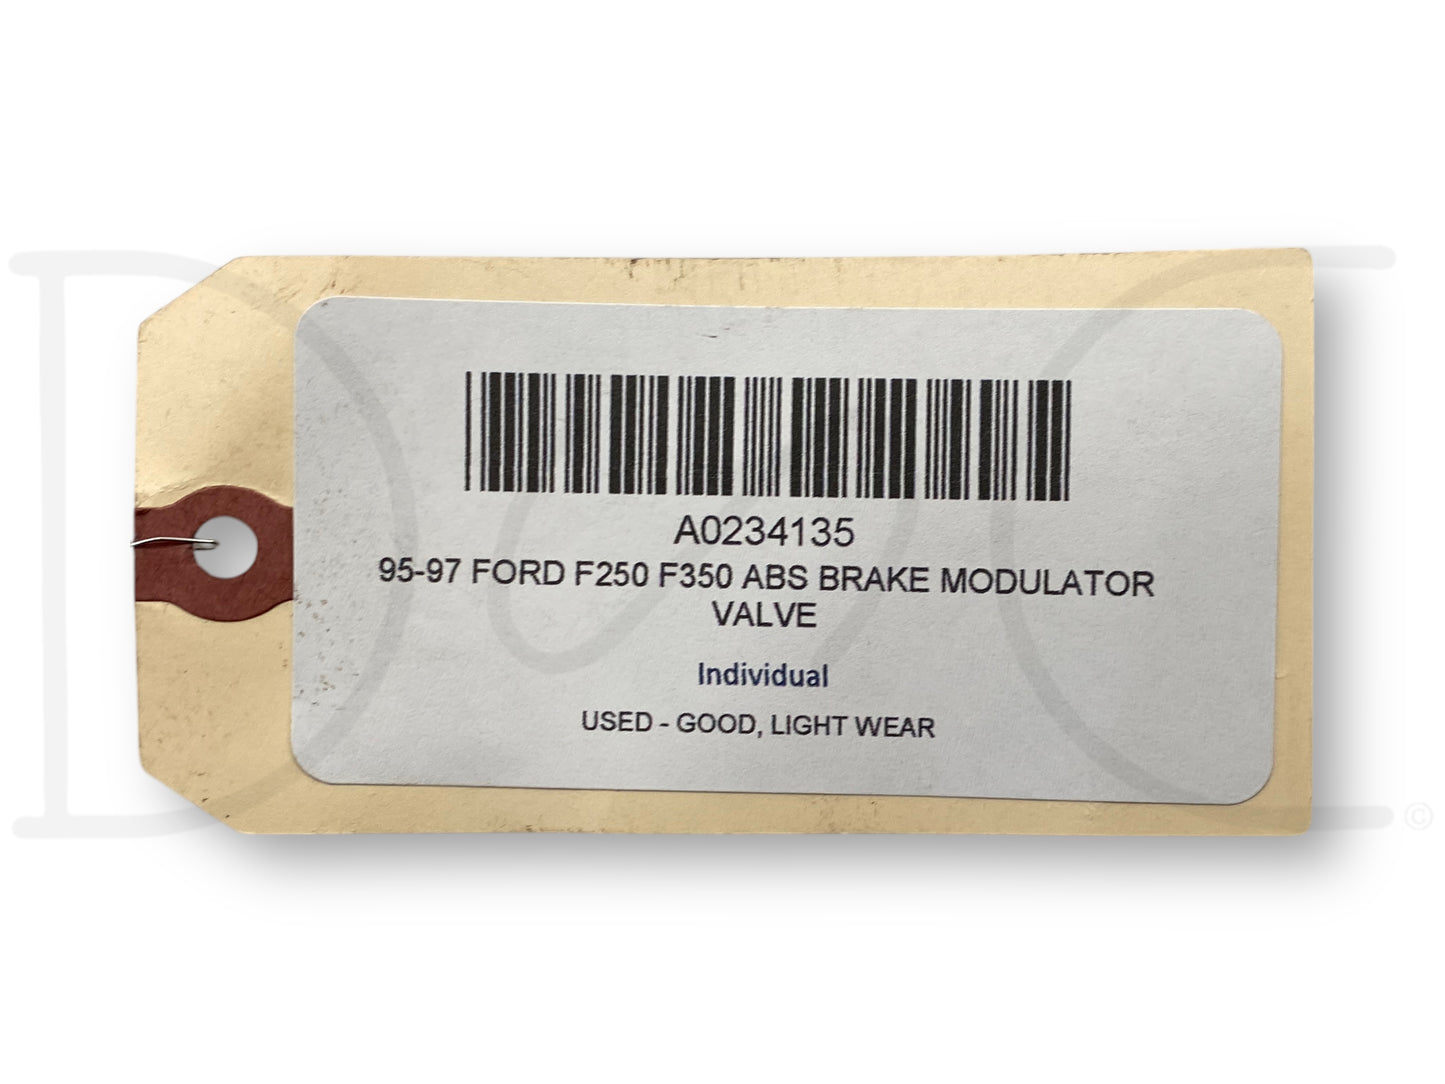 A0234135
95-97 FORD F250 F350 ABS BRAKE MODULATOR
VALVE
Individual
USED - GOOD, LIGHT WEAR
©